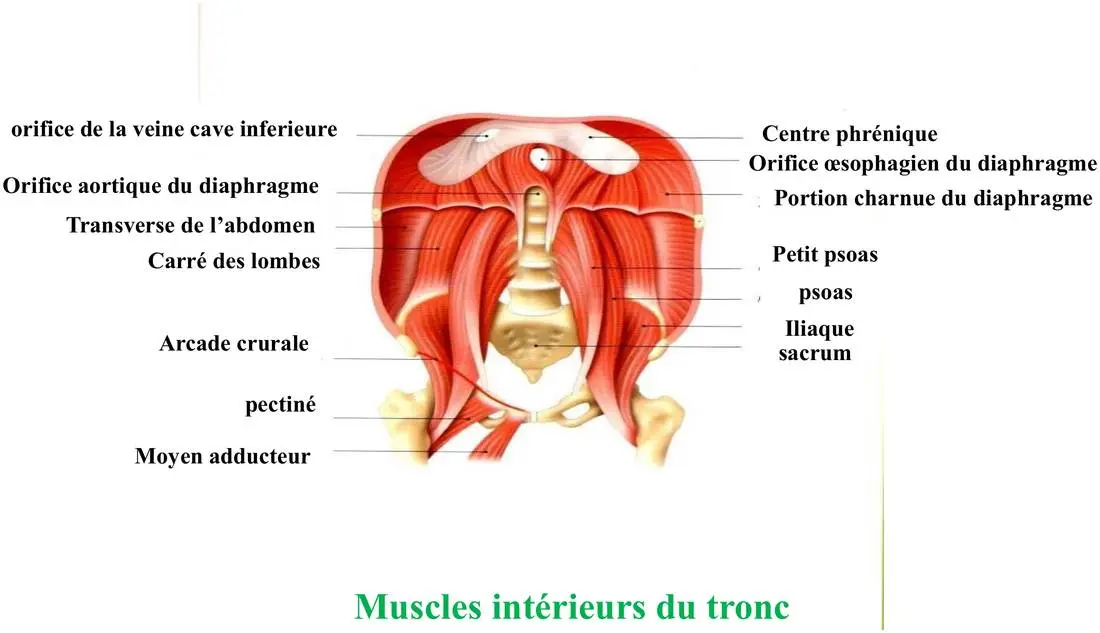 orifice de la veine cave inferieure
Orifice aortique du diaphragme
Transverse de l’abdomen
Carré des lombes
Arcade crurale
pectiné
Moyen adducteur
Centre phrénique
Orifice œsophagien du diaphragme
Portion charnue du diaphragme
Petit psoas
psoas
Iliaque
sacrum
Muscles intérieurs du tronc